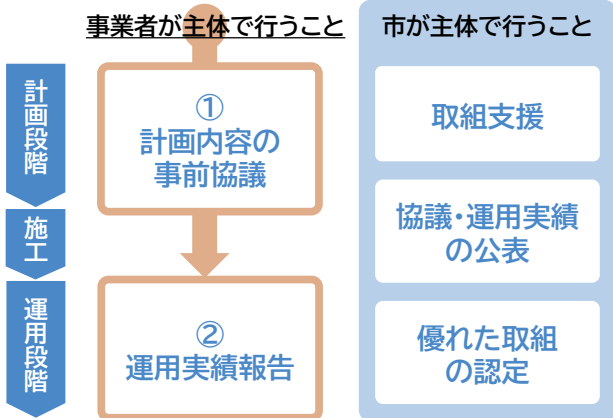 事業者が主体で行うこと
市が主体で行うこと
計画段階
①
計画内容の
事前協議
取組支援
施工
協議・運用実績
の公表
運用段階
②
運用実績報告
優れた取組
の認定